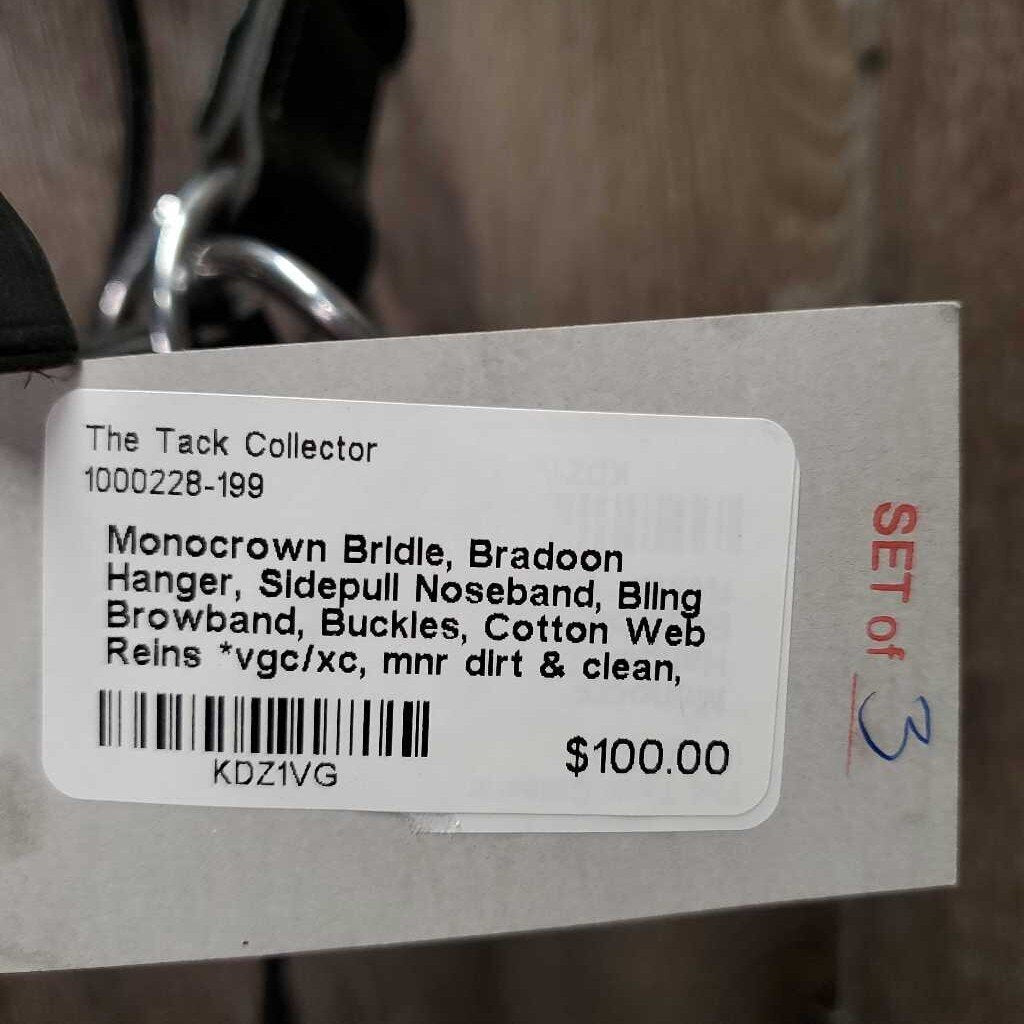 The Tack Collector
1000228-199
Monocrown Bridle, Bradoon
Hanger, Sidepull Noseband, Bling
Browband, Buckles, Cotton Web
Reins *vgc/xc, mnr dirt & clean,
KDZ1VG
$100.00
SET of 3